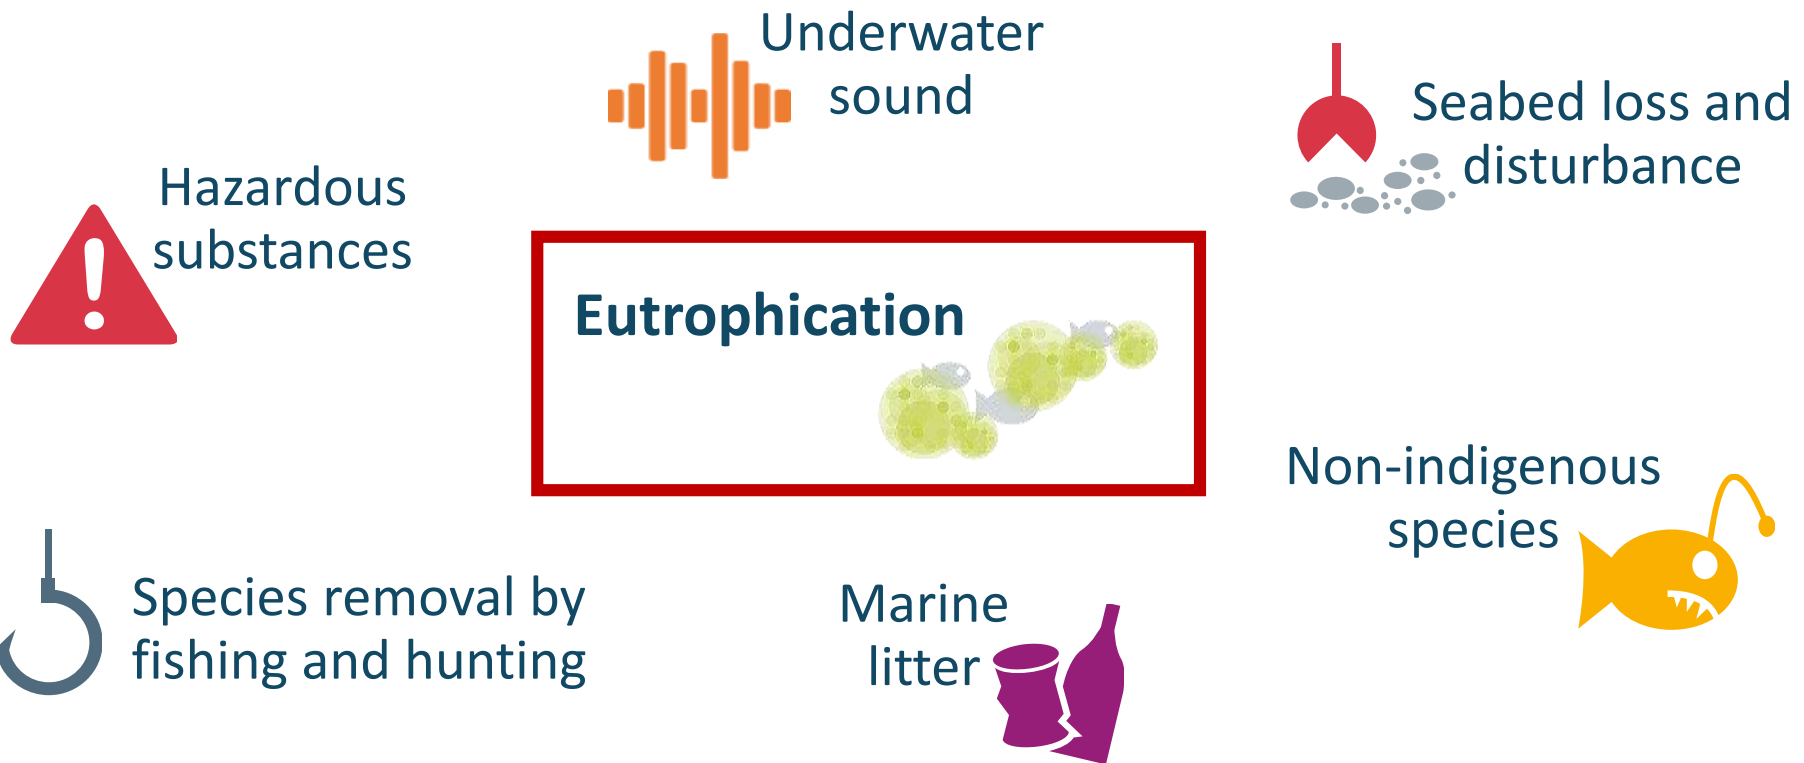 Underwater
sound
Seabed loss and
disturbance
Hazardous
substances
Eutrophication
Non-indigenous
species
Species removal by
fishing and hunting
Marine
litter